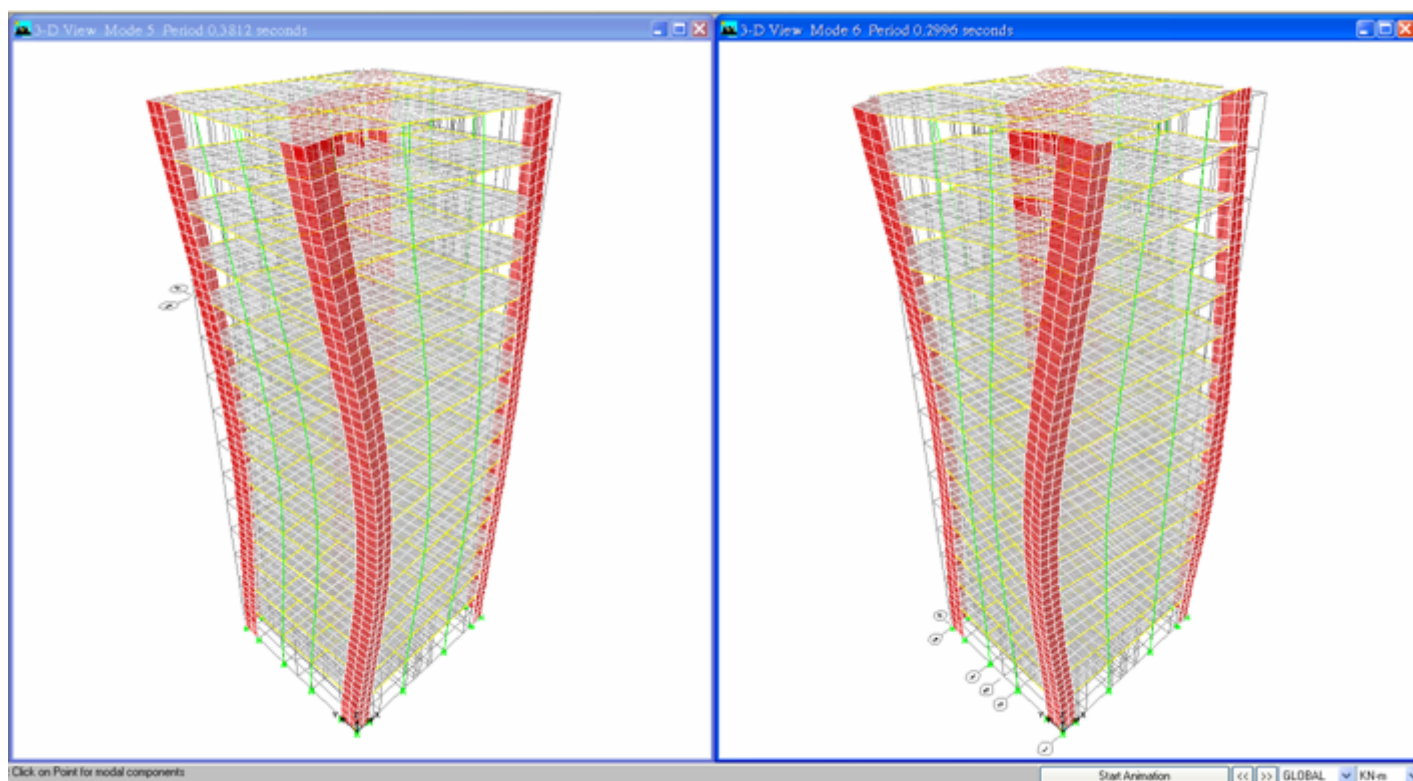 3-D View Mode 5 Period 0,3812 seconds
3-D View Mode 6 Period 0,2996 seconds
Click on Point for modal components
Start Animation << >> GLOBAL KN-m